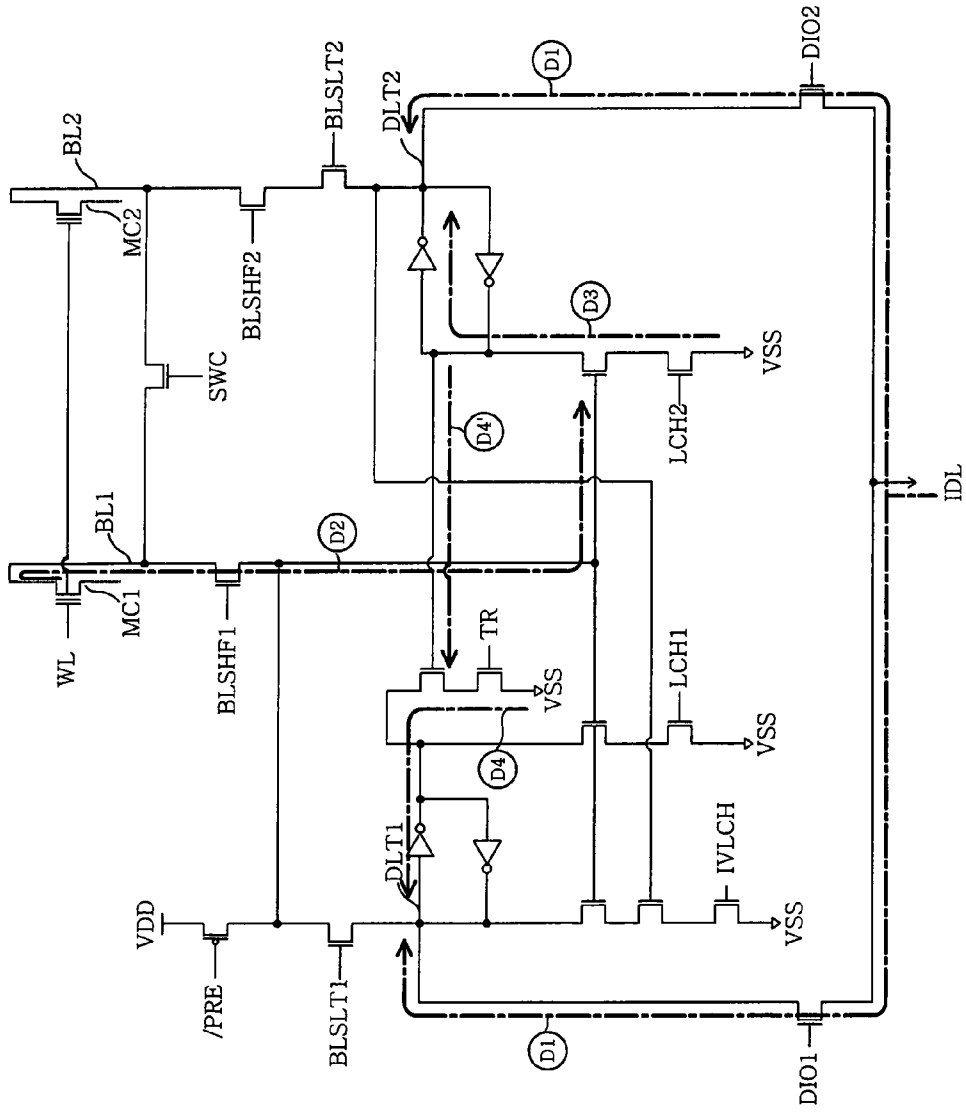 WL
MC1
BL1
MC2
BL2
SWC
BLSHF1
D2
BLSHF2
BLSLT2
VDD
/PRE
BLSLT1
DLT1
DLT2
D1
D4'
TR
VSS
D4
D3
LCH1
VSS
LCH2
VSS
IVLCH
VSS
D1
DIO1
DIO2
IDL